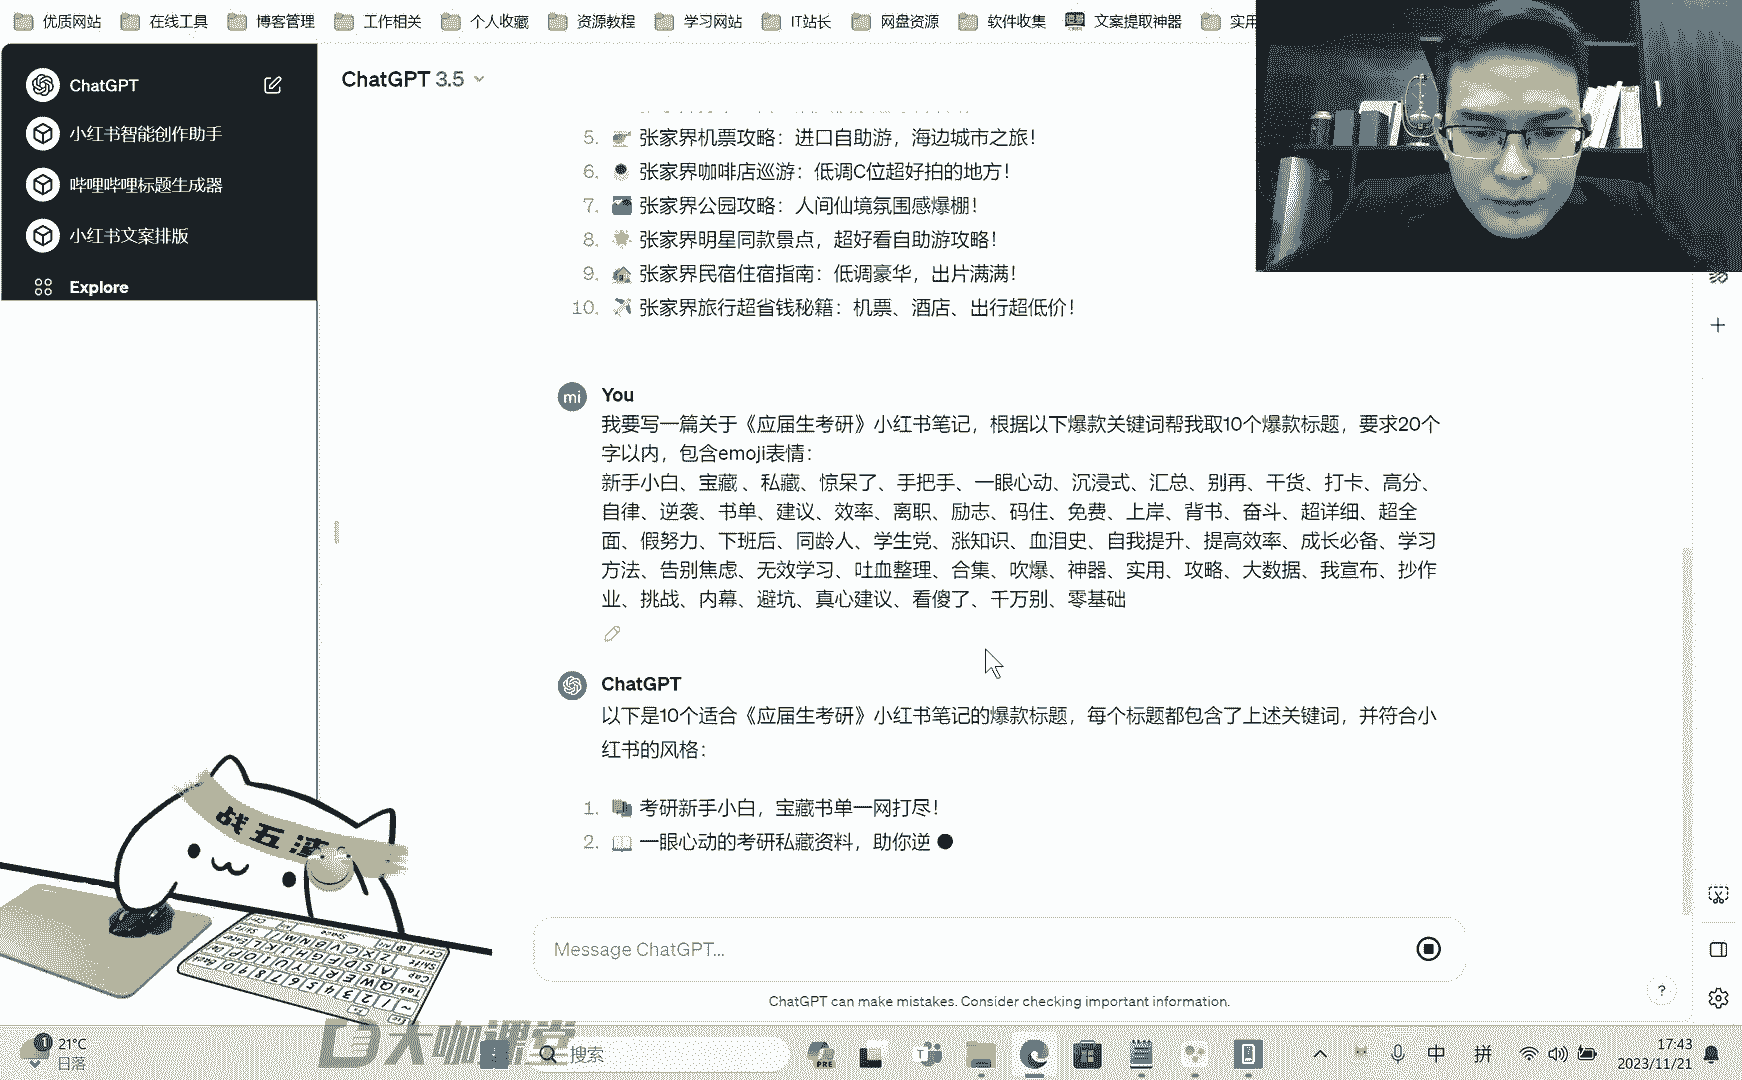 优质网站 在线工具 博客管理 工作相关 个人收藏 资源教程 学习网站 IT站长 网盘资源 软件收集 文案提取神器 实用
ChatGPT
小红书智能创作助手
哔哩哔哩标题生成器
小红书文案排版
Explore
ChatGPT 3.5
5. 张家界机票攻略：进口自助游，海边城市之旅！
6. 张家界咖啡店巡游：低调C位超好拍的地方！
7. 张家界公园攻略：人间仙境氛围感爆棚！
8. 张家界明星同款景点，超好看自助游攻略！
9. 张家界民宿住宿指南：低调豪华，出片满满！
10. 张家界旅行超省钱秘籍：机票、酒店、出行超低价！
mi You
我要写一篇关于《应届生考研》小红书笔记，根据以下爆款关键词帮我取10个爆款标题，要求20个
字以内，包含emoji表情：
新手小白、宝藏 、私藏、惊呆了、手把手、一眼心动、沉浸式、汇总、别再、干货、打卡、高分、
自律、逆袭、书单、建议、效率、离职、励志、码住、免费、上岸、背书、奋斗、超详细、超全
面、假努力、下班后、同龄人、学生党、涨知识、血泪史、自我提升、提高效率、成长必备、学习
方法、告别焦虑、无效学习、吐血整理、合集、吹爆、神器、实用、攻略、大数据、我宣布、抄作
业、挑战、内幕、避坑、真心建议、看傻了、千万别、零基础
ChatGPT
以下是10个适合《应届生考研》小红书笔记的爆款标题，每个标题都包含了上述关键词，并符合小
红书的风格：
1. 考研新手小白，宝藏书单一网打尽！
2. 一眼心动的考研私藏资料，助你逆
Message ChatGPT...
ChatGPT can make mistakes. Consider checking important information.
?
战五渣
大咖课堂
1 21°C
日落
搜索
PRE
中 拼
17:43
2023/11/21